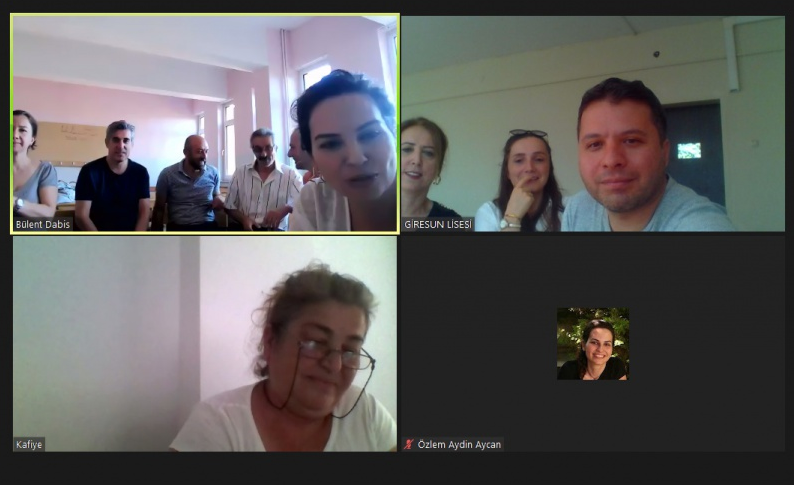 Bülent Dabis
GİRESUN LİSESİ
Kafiye
Özlem Aydin Aycan